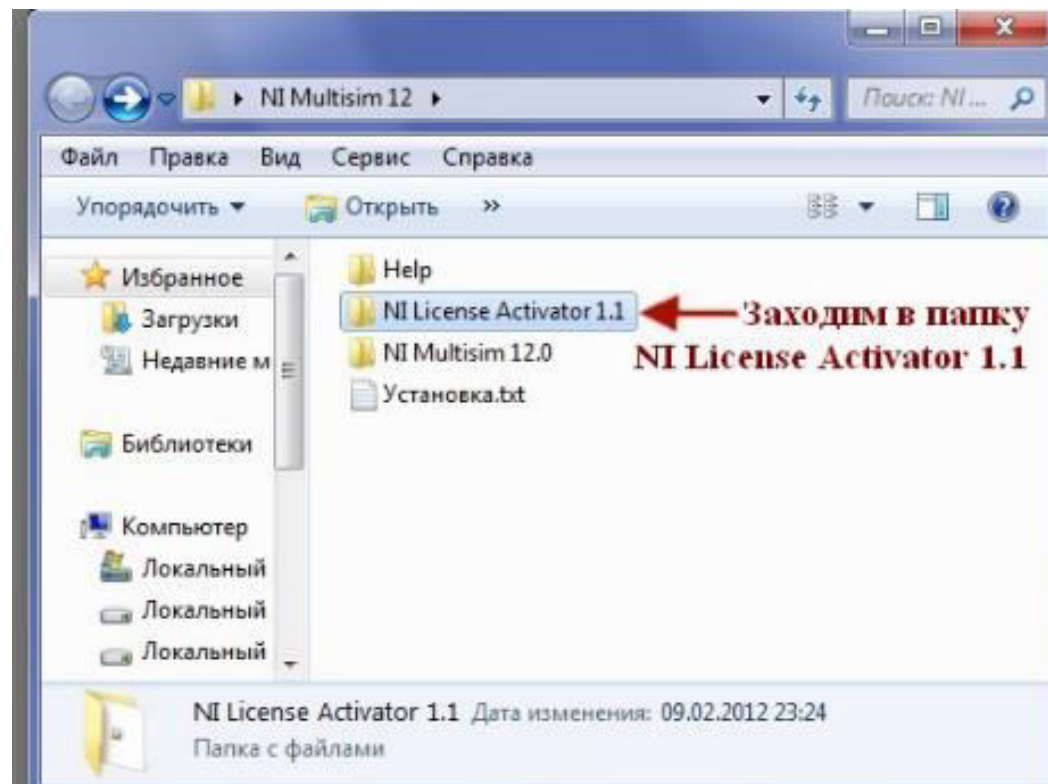 NI Multisim 12
Поиск: NI ...
Файл Правка Вид Сервис Справка
Упорядочить Открыть »
Избранное
Загрузки
Недавние м
Библиотеки
Компьютер
Локальный
Локальный
Локальный
Help
NI License Activator 1.1
NI Multisim 12.0
Установка.txt
Заходим в папку
NI License Activator 1.1
NI License Activator 1.1 Дата изменения: 09.02.2012 23:24
Папка с файлами